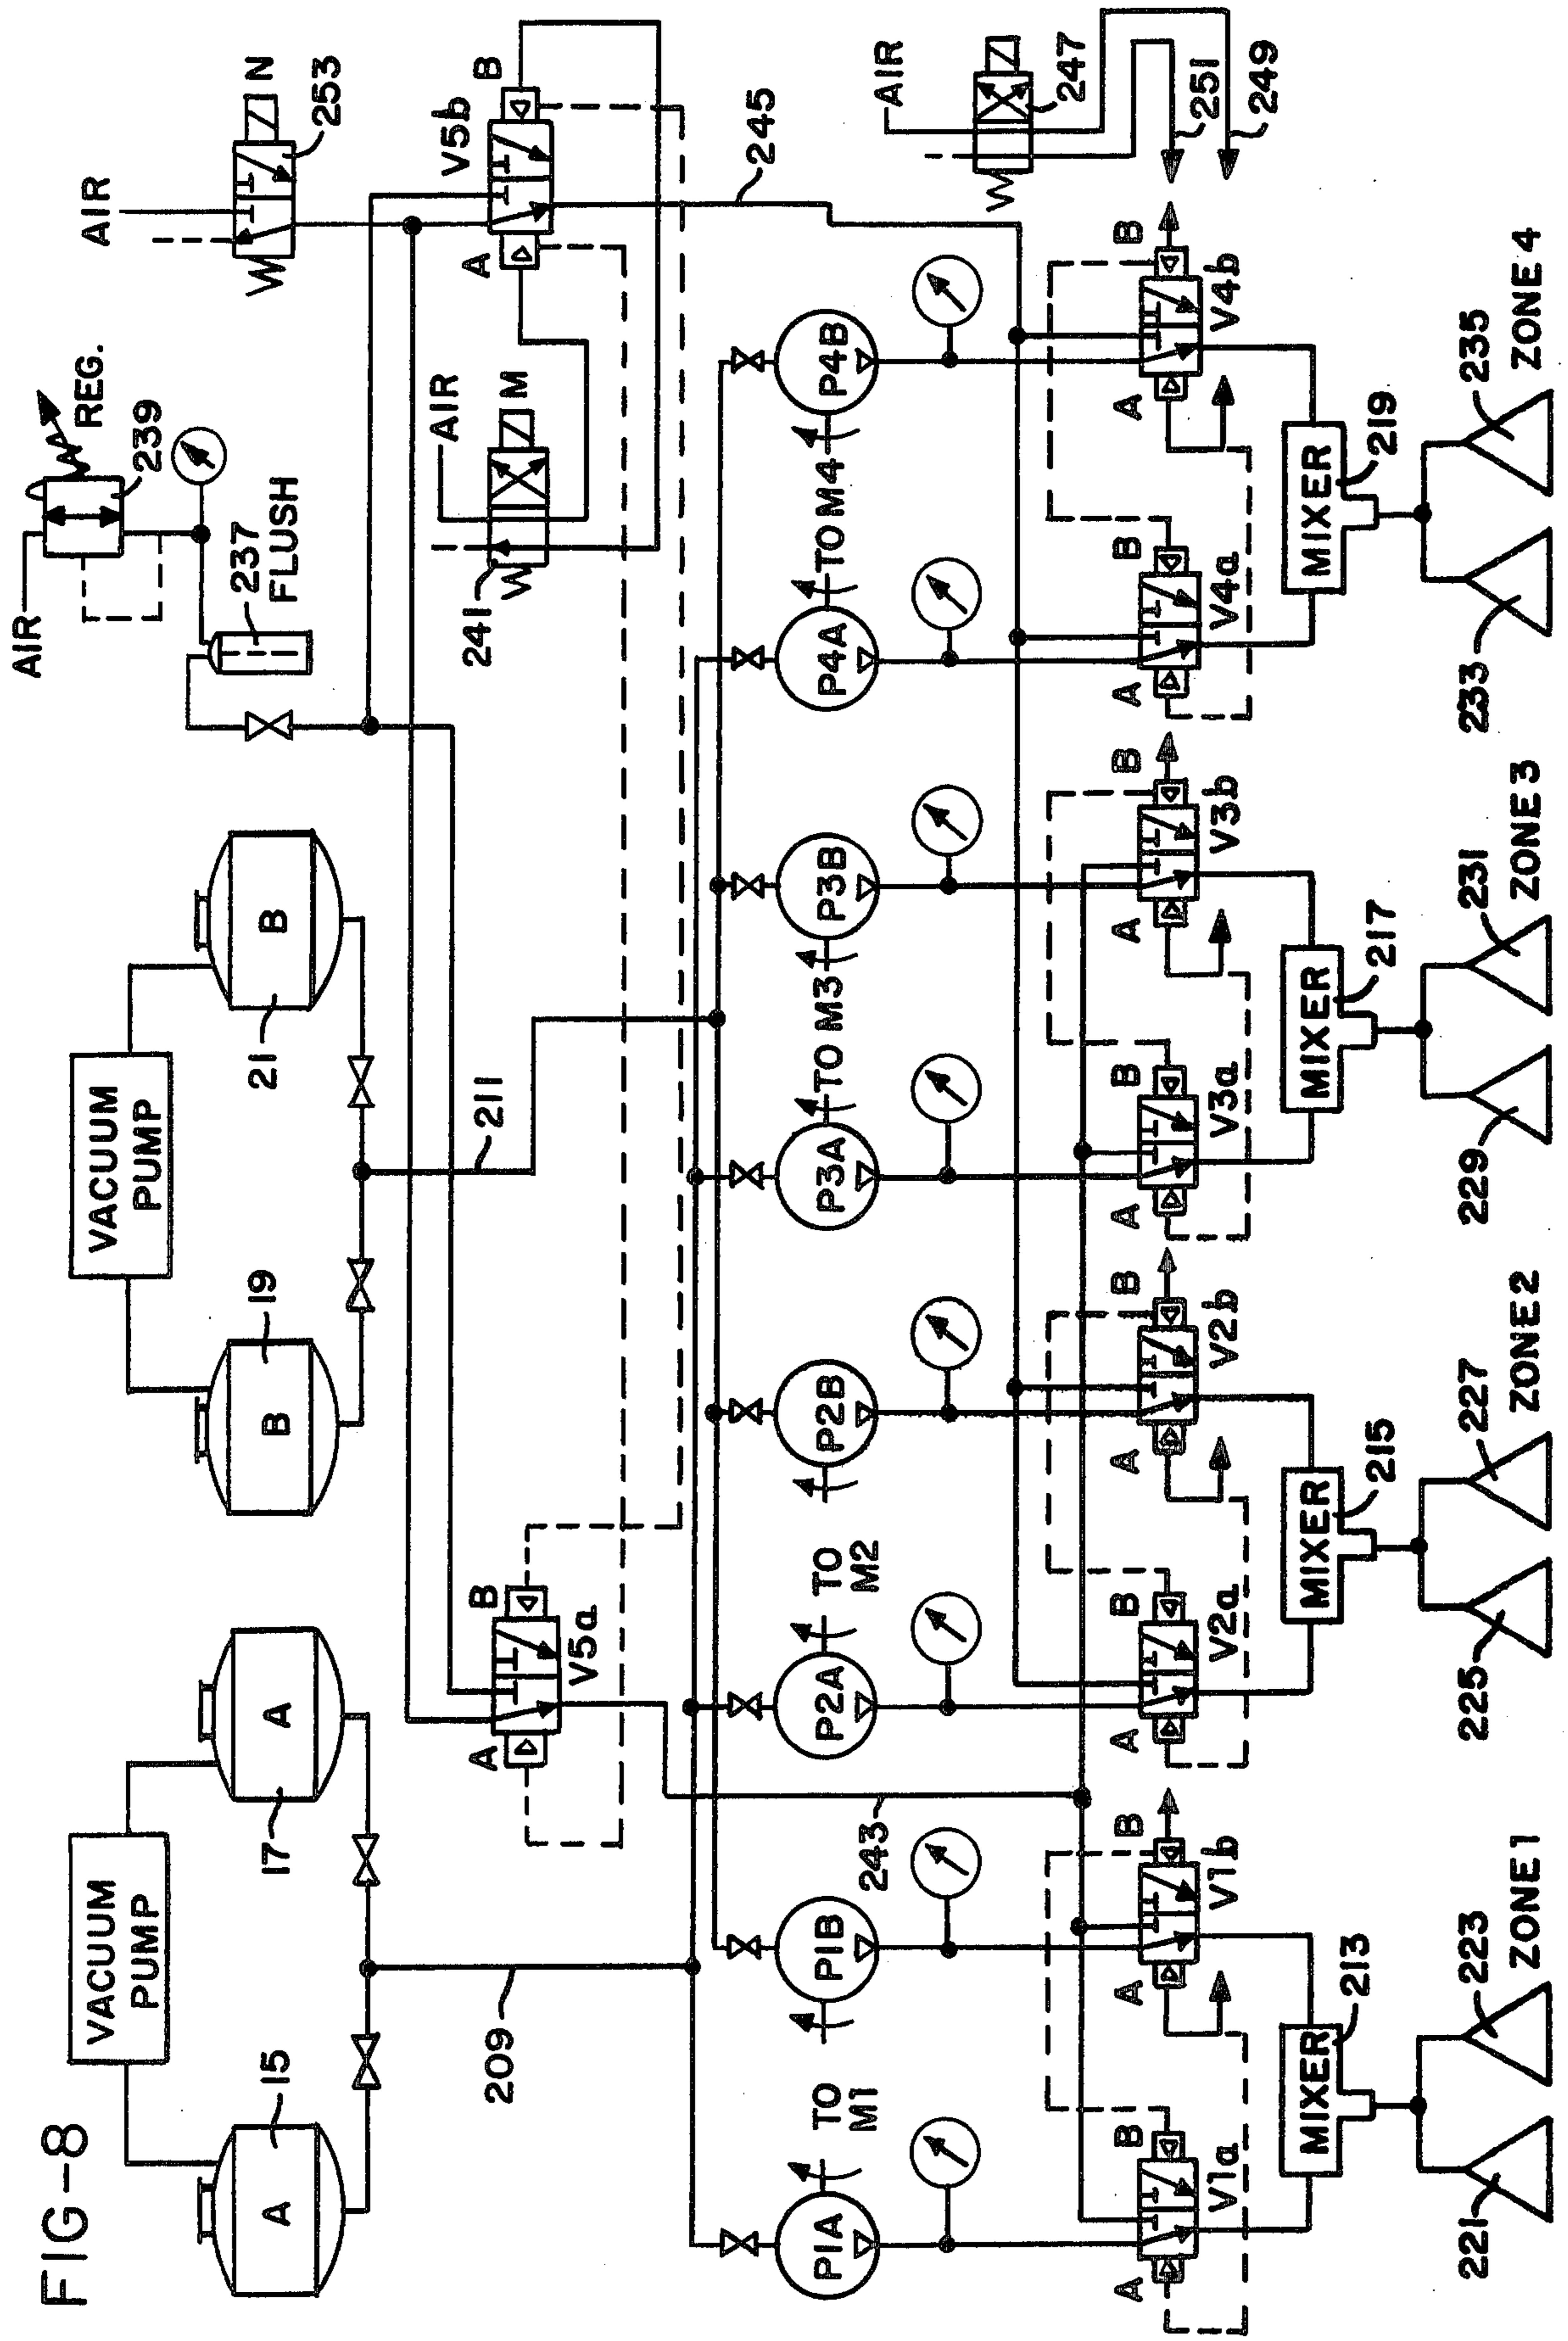 FIG-8
VACUUM
PUMP
VACUUM
PUMP
AIR
REG.
239
AIR
N
253
A
15
A
17
B
19
B
21
237
FLUSH
209
211
241
AIR
M
A
B
V5a
A
B
V5b
245
P1A
TO
M1
P1B
P2A
TO
M2
P2B
P3A
TO M3
P3B
P4A
TO M4
P4B
243
AIR
247
251
249
A
B
V1a
A
B
V1b
A
B
V2a
A
B
V2b
A
B
V3a
A
B
V3b
A
B
V4a
A
B
V4b
MIXER
213
MIXER
215
MIXER
217
MIXER
219
221
223
ZONE 1
225
227
ZONE 2
229
231
ZONE 3
233
235
ZONE 4